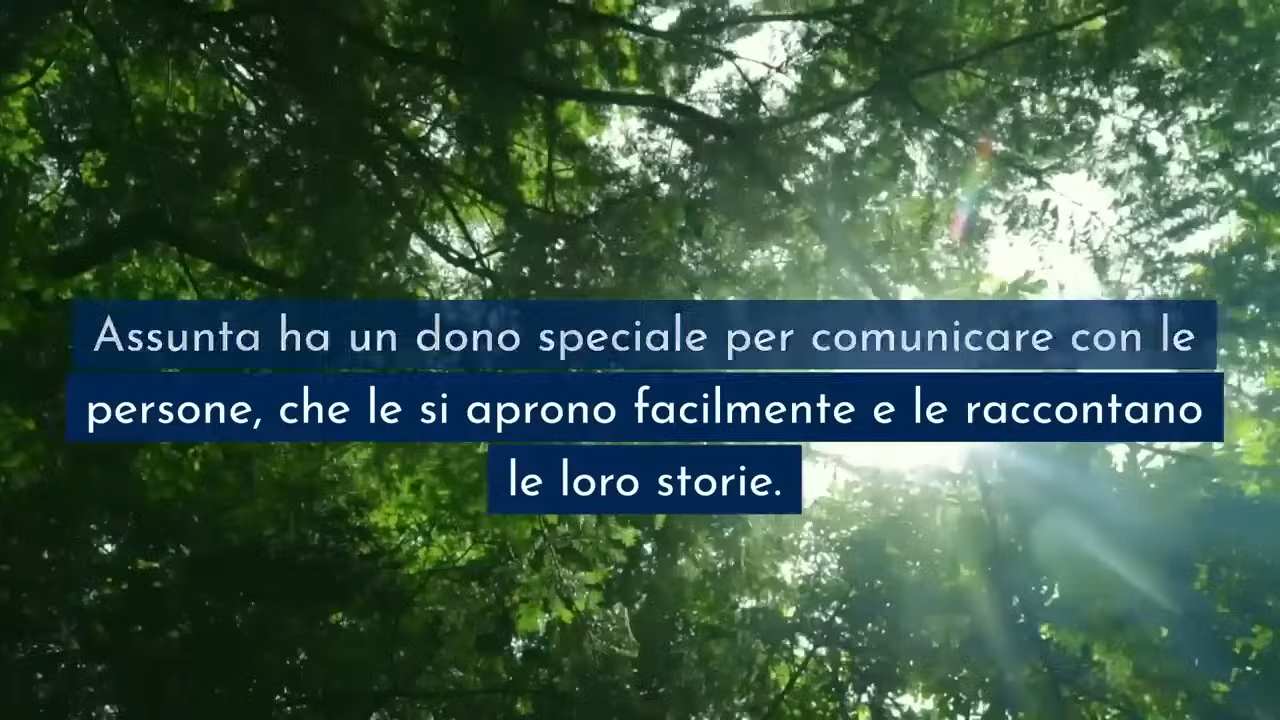 Assunta ha un dono speciale per comunicare con le
persone, che le si aprono facilmente e le raccontano
le loro storie.